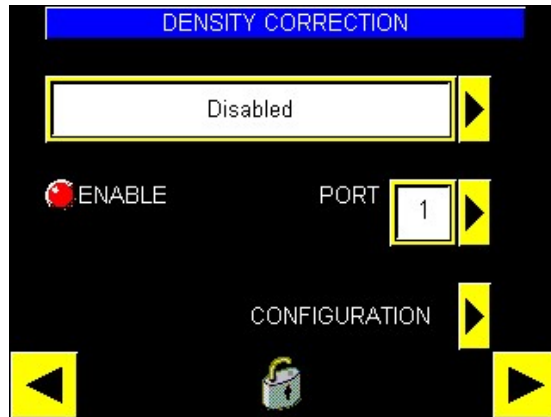 DENSITY CORRECTION
Disabled
ENABLE PORT 1
CONFIGURATION